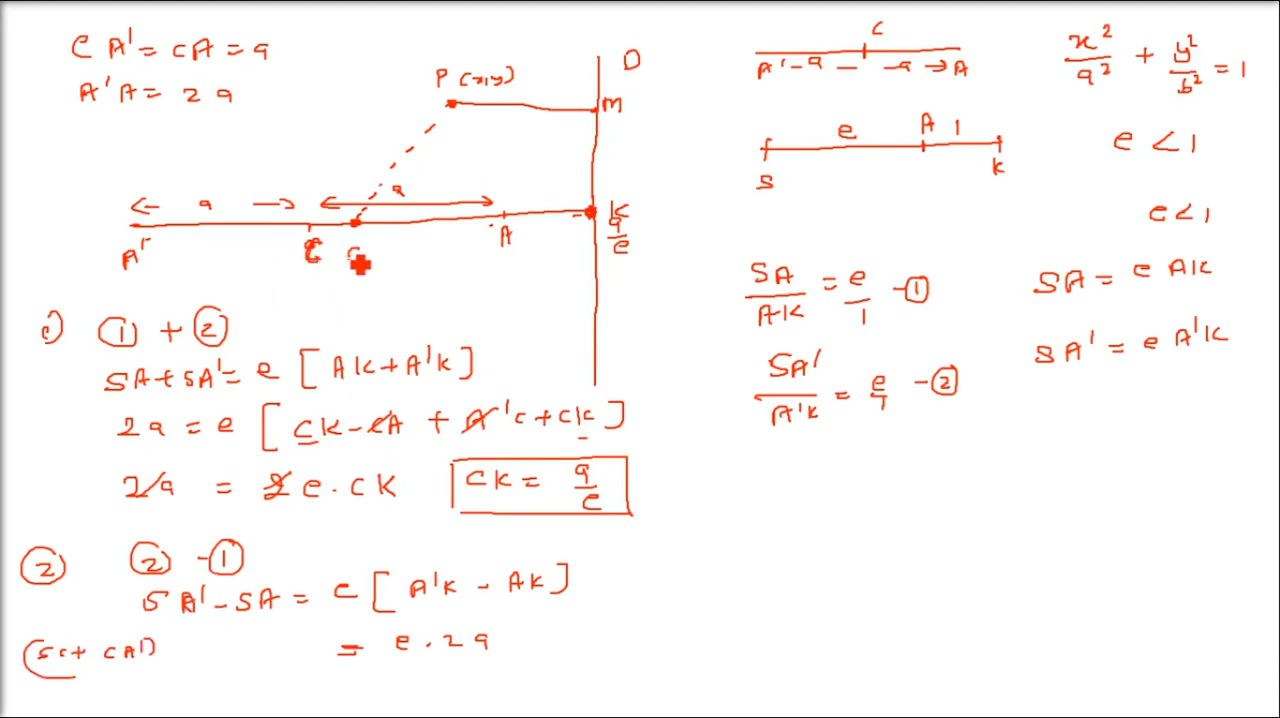 C A' = CA = a
A'A = 2a
D
P(x,y)
M
a
a
A'
C
A
K
a/e
1) ① + ②
SA + SA' = e [AK + A'K]
2a = e [CK - CA + A'C + CK]
2a = 2e . CK
CK = a/e
② ② - ①
SA' - SA = e [A'K - AK]
(SC + CA')
= e . 2a
C
A' - a - - a → A
e A 1
S K
SA/AK = e/1 - ①
SA'/A'K = e/1 - ②
x²/a² + y²/b² = 1
e < 1
e < 1
SA = e AK
SA' = e A'K